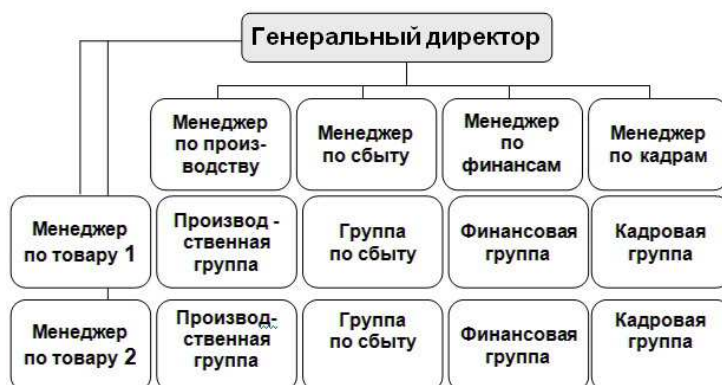 Генеральный директор
Менеджер
по произ-
водству
Менеджер
по сбыту
Менеджер
по
финансам
Менеджер
по кадрам
Менеджер
по товару 1
Производ -
ственная
группа
Группа
по сбыту
Финансовая
группа
Кадровая
группа
Менеджер
по товару 2
Производ-
ственная
группа
Группа
по сбыту
Финансовая
группа
Кадровая
группа